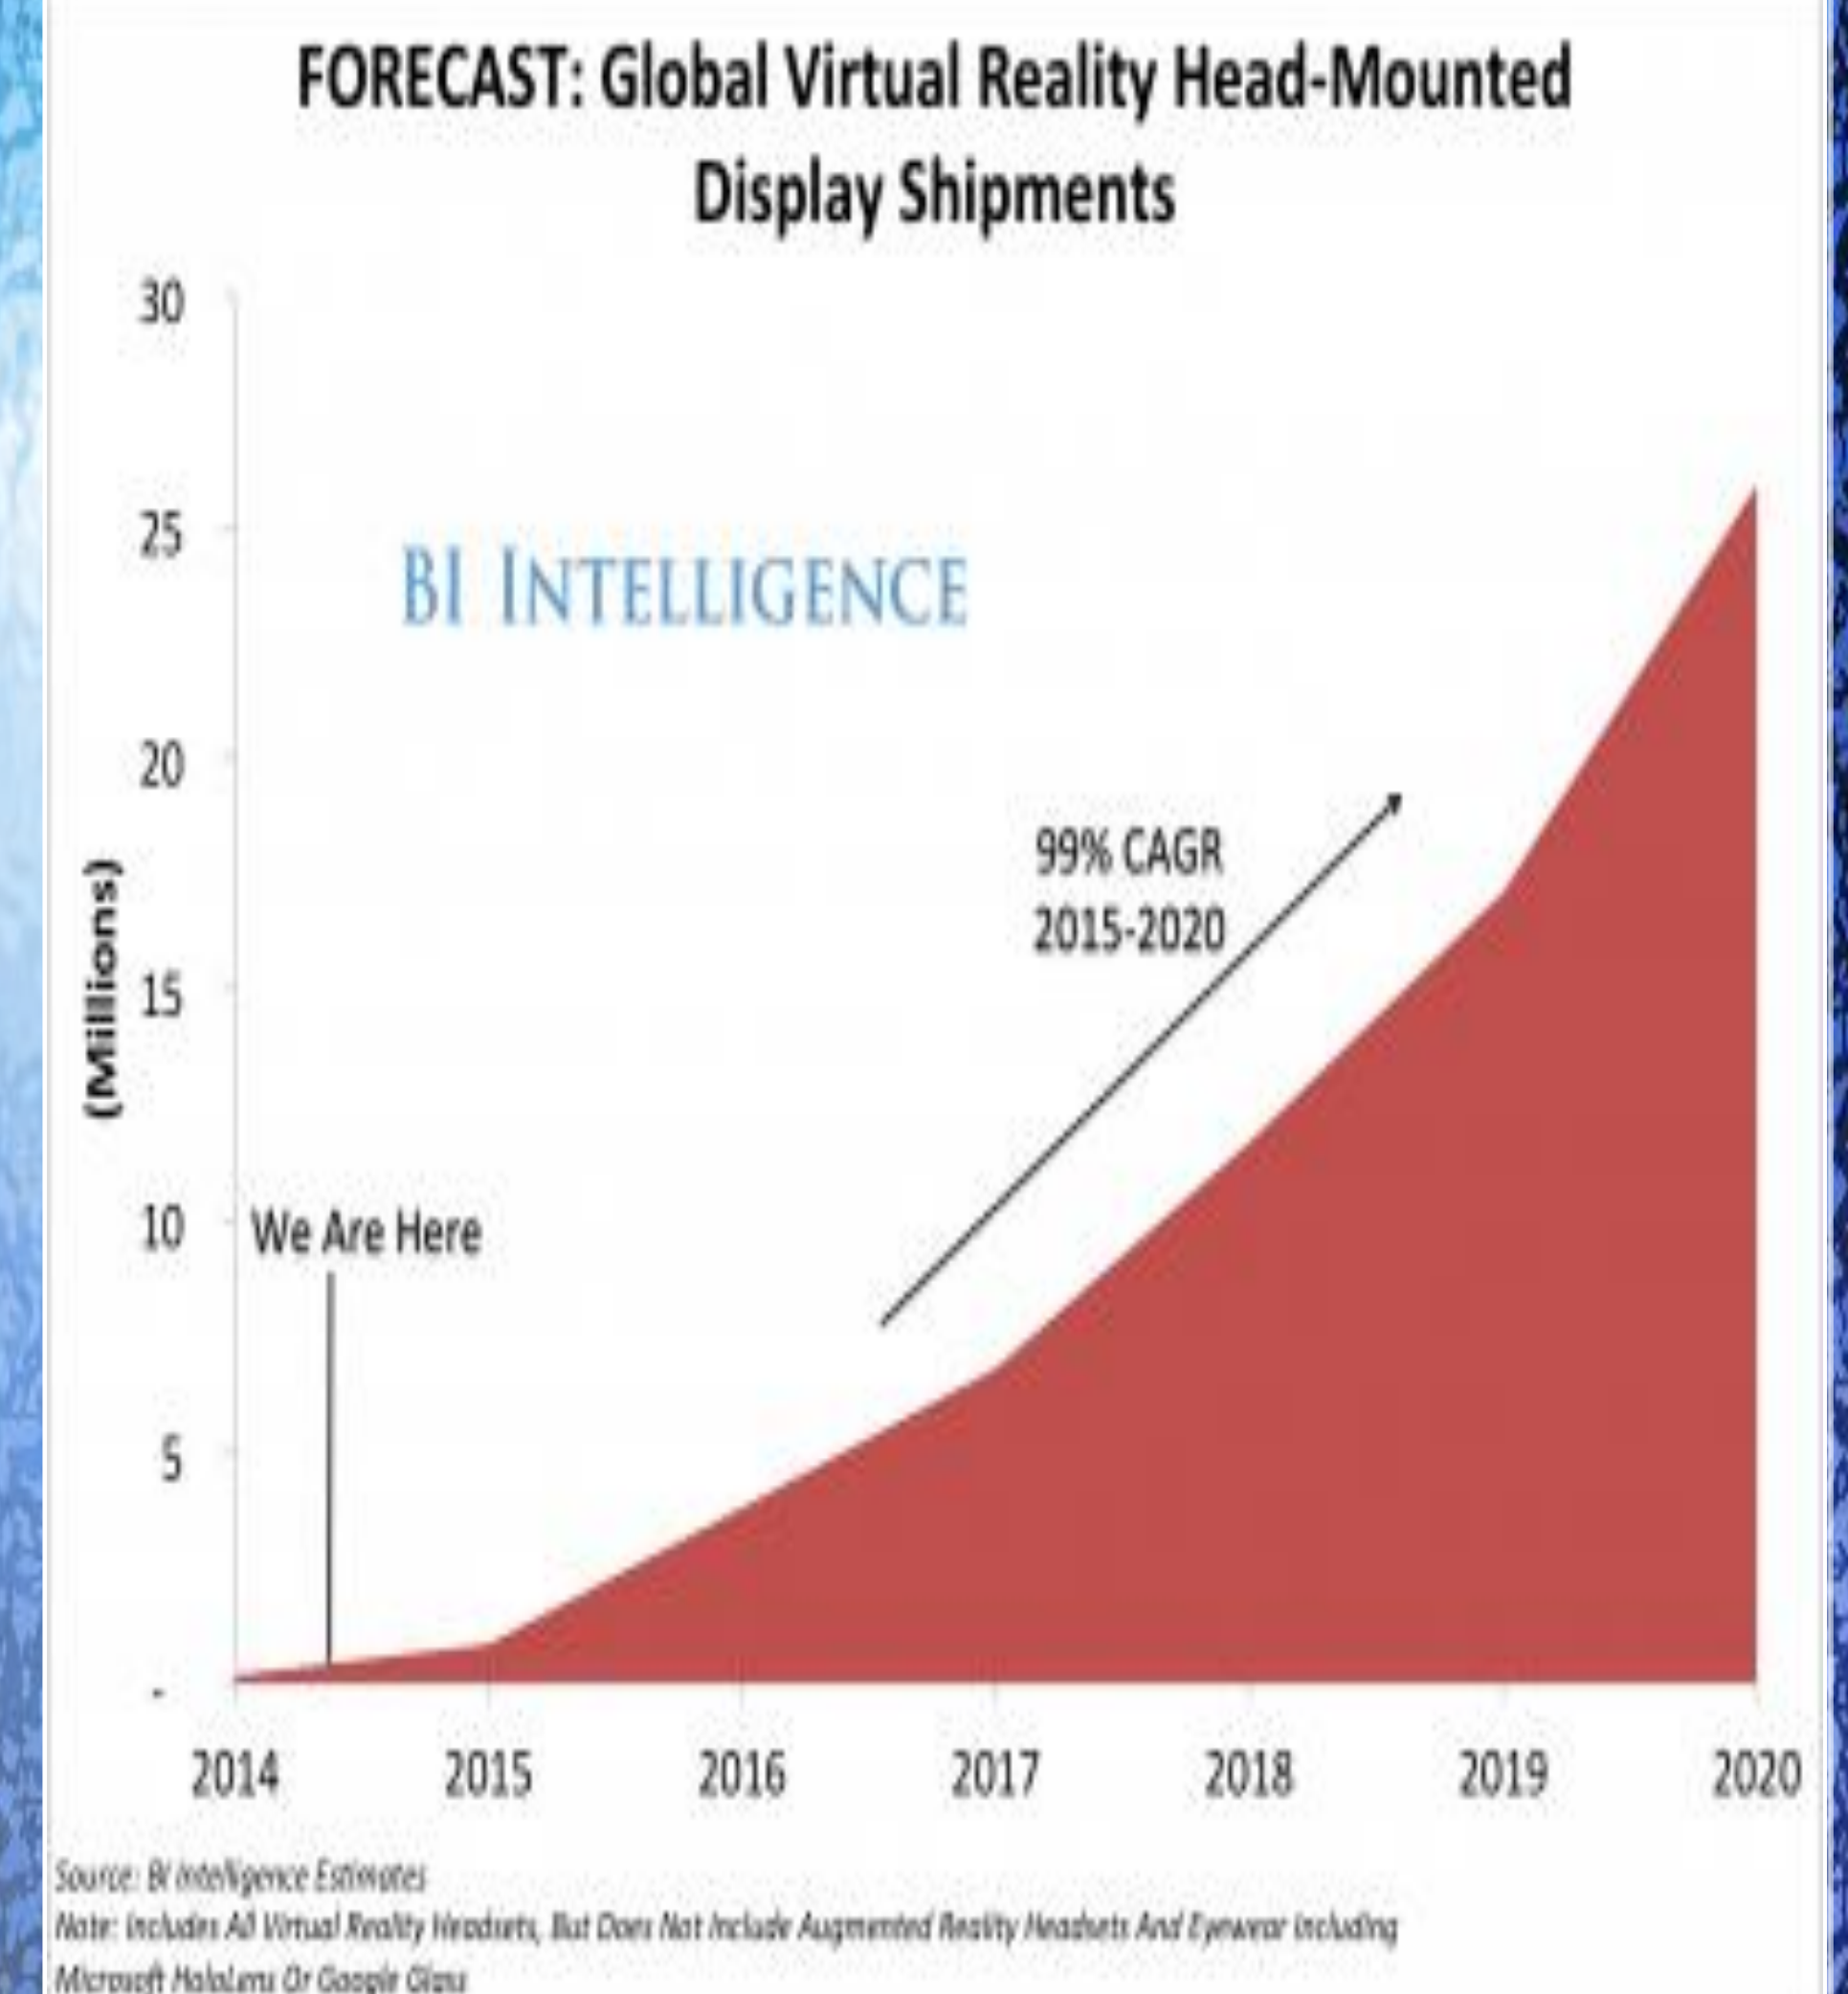 FORECAST: Global Virtual Reality Head-Mounted
Display Shipments
30
25
BI INTELLIGENCE
20
99% CAGR
2015-2020
(Millions)
15
10
We Are Here
5
-
2014 2015 2016 2017 2018 2019 2020
Source: BI Intelligence Estimates
Note: Includes All Virtual Reality Headsets, But Does Not Include Augmented Reality Headsets And Eyewear Including
Microsoft HoloLens Or Google Glass